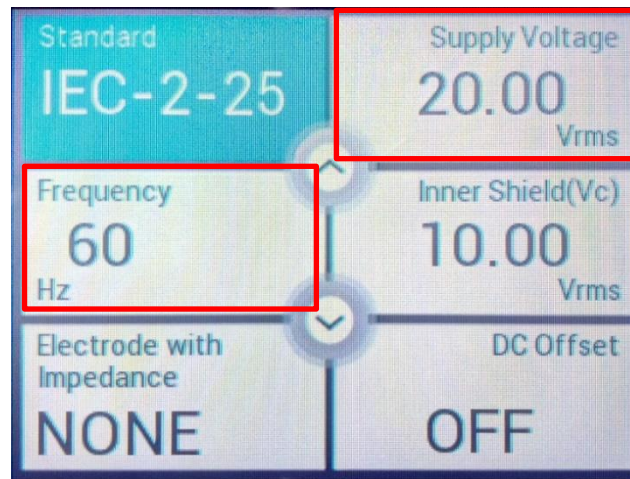 Standard
IEC-2-25
Supply Voltage
20.00
Vrms
Frequency
60
Hz
Inner Shield(Vc)
10.00
Vrms
Electrode with
Impedance
NONE
DC Offset
OFF